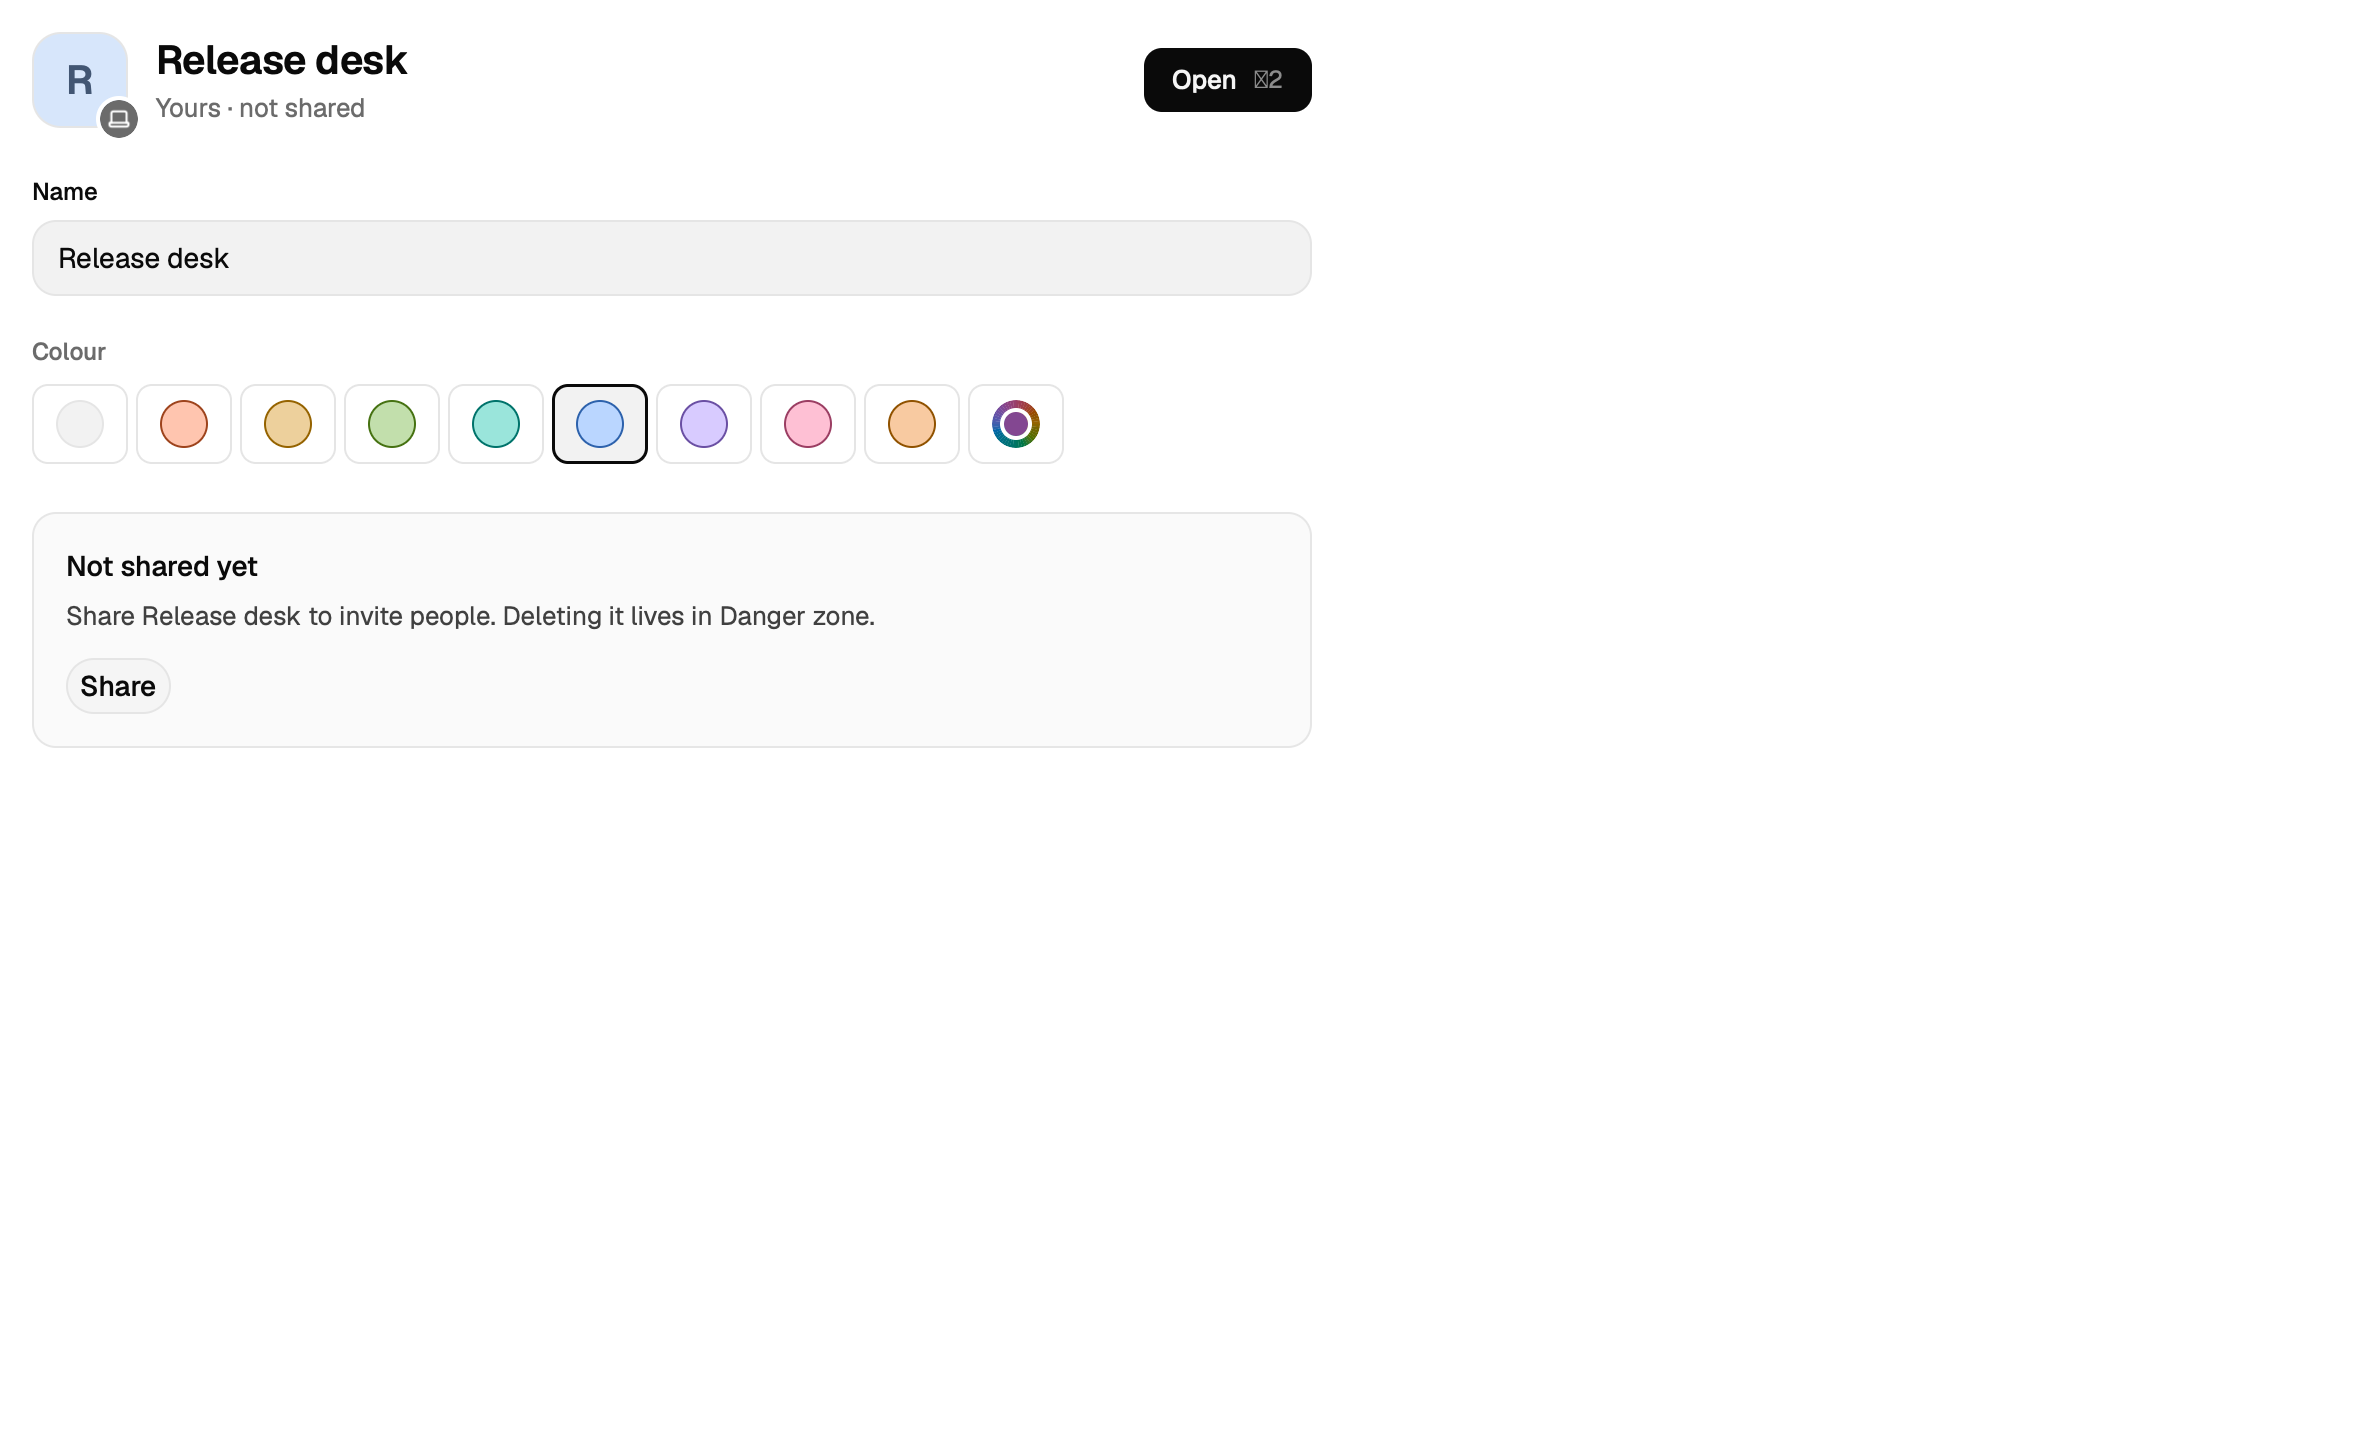 R
Release desk
Yours · not shared
Open 2
Name
Release desk
Colour
Not shared yet
Share Release desk to invite people. Deleting it lives in Danger zone.
Share